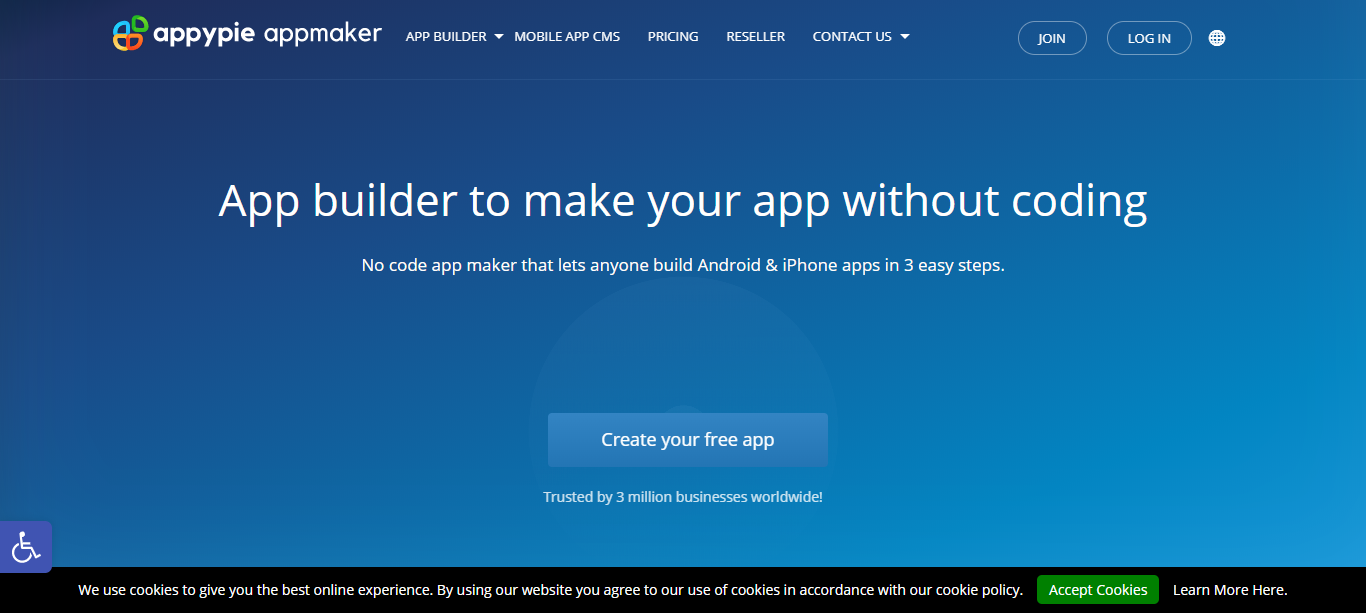 appypie appmaker APP BUILDER MOBILE APP CMS PRICING RESELLER CONTACT US JOIN LOG IN
App builder to make your app without coding
No code app maker that lets anyone build Android & iPhone apps in 3 easy steps.
Create your free app
Trusted by 3 million businesses worldwide!
We use cookies to give you the best online experience. By using our website you agree to our use of cookies in accordance with our cookie policy. Accept Cookies Learn More Here.